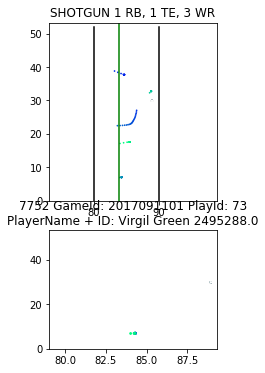 SHOTGUN 1 RB, 1 TE, 3 WR
50
40
30
20
10
0
80 90
7752 GameId: 2017091101 PlayId: 73
PlayerName + ID: Virgil Green 2495288.0
40
20
0
80.0 82.5 85.0 87.5